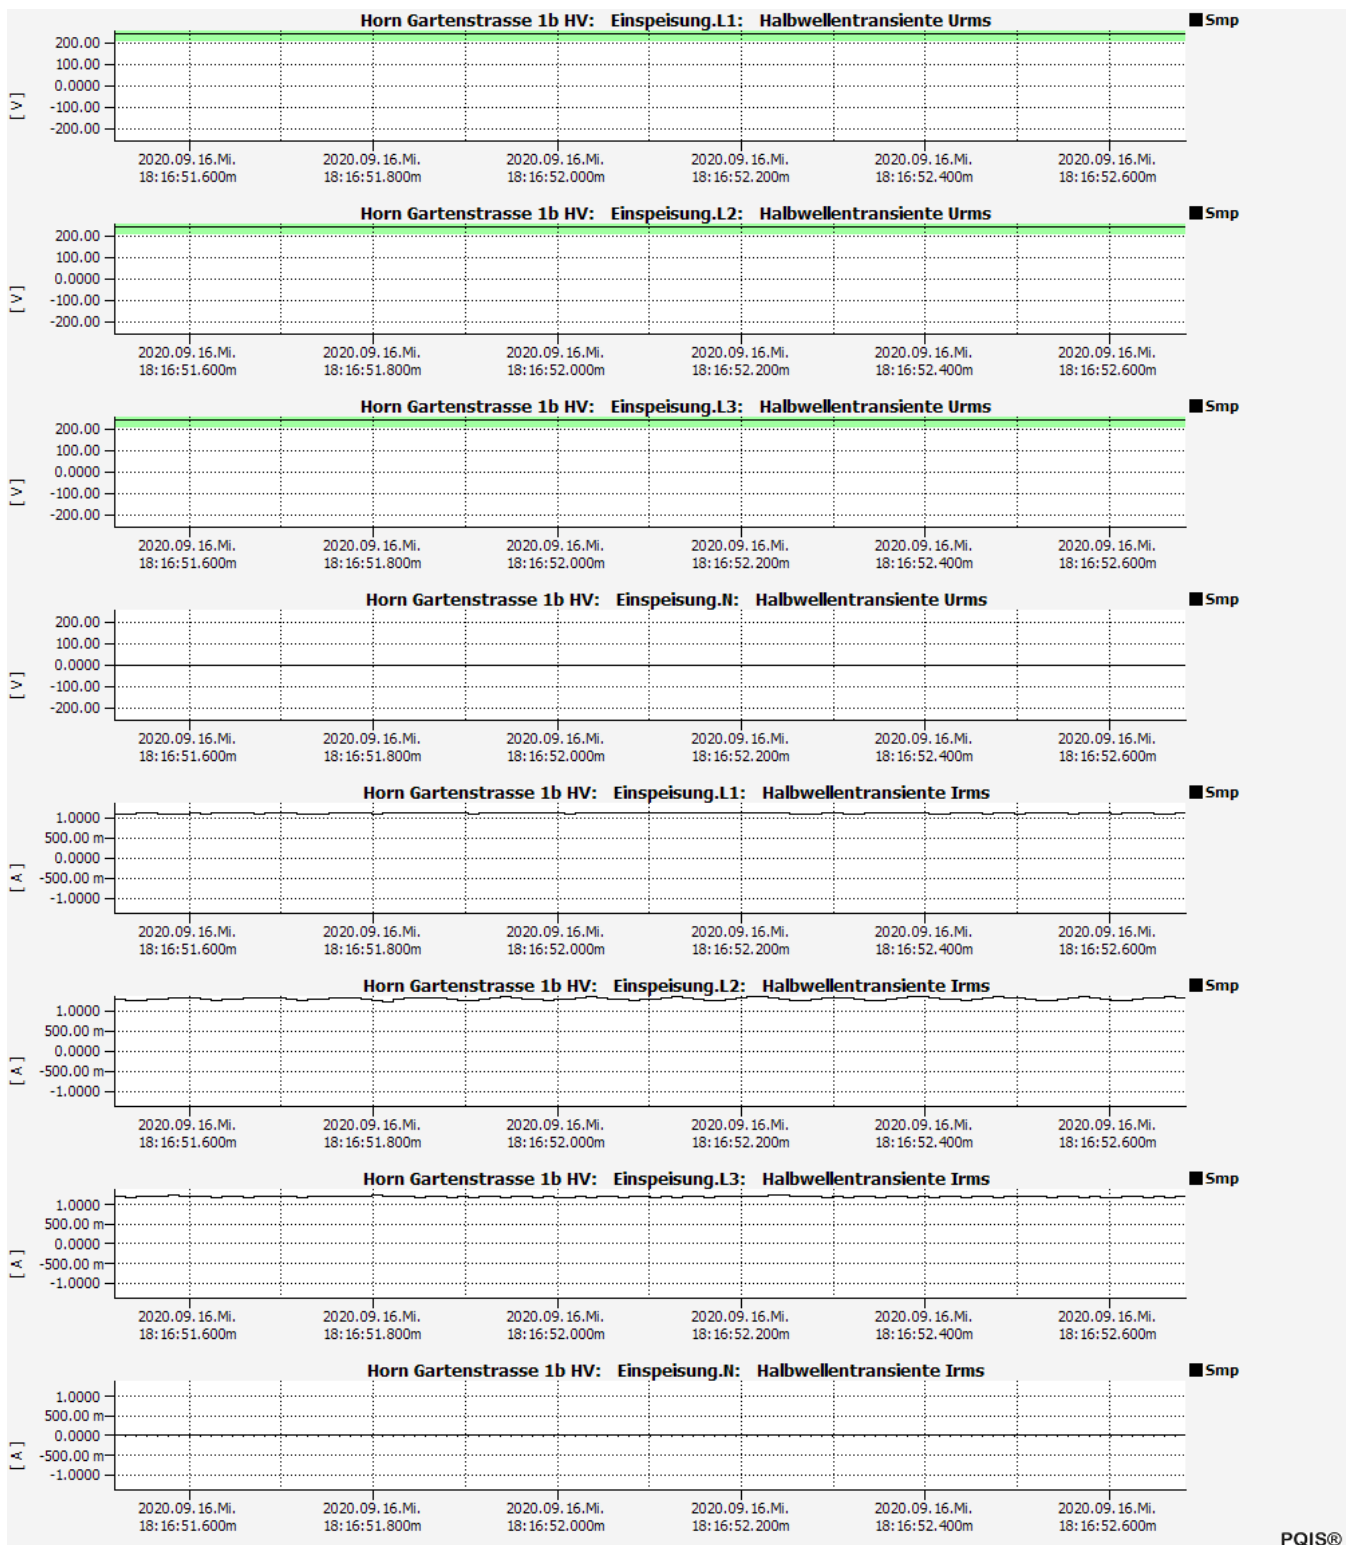 Horn Gartenstrasse 1b HV: Einspeisung.L1: Halbwellentransiente Urms
Smp
200.00
100.00
0.0000
-100.00
-200.00
[ V ]
2020.09.16.Mi. 2020.09.16.Mi. 2020.09.16.Mi. 2020.09.16.Mi. 2020.09.16.Mi. 2020.09.16.Mi.
18:16:51.600m 18:16:51.800m 18:16:52.000m 18:16:52.200m 18:16:52.400m 18:16:52.600m
Horn Gartenstrasse 1b HV: Einspeisung.L2: Halbwellentransiente Urms
Smp
200.00
100.00
0.0000
-100.00
-200.00
[ V ]
2020.09.16.Mi. 2020.09.16.Mi. 2020.09.16.Mi. 2020.09.16.Mi. 2020.09.16.Mi. 2020.09.16.Mi.
18:16:51.600m 18:16:51.800m 18:16:52.000m 18:16:52.200m 18:16:52.400m 18:16:52.600m
Horn Gartenstrasse 1b HV: Einspeisung.L3: Halbwellentransiente Urms
Smp
200.00
100.00
0.0000
-100.00
-200.00
[ V ]
2020.09.16.Mi. 2020.09.16.Mi. 2020.09.16.Mi. 2020.09.16.Mi. 2020.09.16.Mi. 2020.09.16.Mi.
18:16:51.600m 18:16:51.800m 18:16:52.000m 18:16:52.200m 18:16:52.400m 18:16:52.600m
Horn Gartenstrasse 1b HV: Einspeisung.N: Halbwellentransiente Urms
Smp
200.00
100.00
0.0000
-100.00
-200.00
[ V ]
2020.09.16.Mi. 2020.09.16.Mi. 2020.09.16.Mi. 2020.09.16.Mi. 2020.09.16.Mi. 2020.09.16.Mi.
18:16:51.600m 18:16:51.800m 18:16:52.000m 18:16:52.200m 18:16:52.400m 18:16:52.600m
Horn Gartenstrasse 1b HV: Einspeisung.L1: Halbwellentransiente Irms
Smp
1.0000
500.00 m
0.0000
-500.00 m
-1.0000
[ A ]
2020.09.16.Mi. 2020.09.16.Mi. 2020.09.16.Mi. 2020.09.16.Mi. 2020.09.16.Mi. 2020.09.16.Mi.
18:16:51.600m 18:16:51.800m 18:16:52.000m 18:16:52.200m 18:16:52.400m 18:16:52.600m
Horn Gartenstrasse 1b HV: Einspeisung.L2: Halbwellentransiente Irms
Smp
1.0000
500.00 m
0.0000
-500.00 m
-1.0000
[ A ]
2020.09.16.Mi. 2020.09.16.Mi. 2020.09.16.Mi. 2020.09.16.Mi. 2020.09.16.Mi. 2020.09.16.Mi.
18:16:51.600m 18:16:51.800m 18:16:52.000m 18:16:52.200m 18:16:52.400m 18:16:52.600m
Horn Gartenstrasse 1b HV: Einspeisung.L3: Halbwellentransiente Irms
Smp
1.0000
500.00 m
0.0000
-500.00 m
-1.0000
[ A ]
2020.09.16.Mi. 2020.09.16.Mi. 2020.09.16.Mi. 2020.09.16.Mi. 2020.09.16.Mi. 2020.09.16.Mi.
18:16:51.600m 18:16:51.800m 18:16:52.000m 18:16:52.200m 18:16:52.400m 18:16:52.600m
Horn Gartenstrasse 1b HV: Einspeisung.N: Halbwellentransiente Irms
Smp
1.0000
500.00 m
0.0000
-500.00 m
-1.0000
[ A ]
2020.09.16.Mi. 2020.09.16.Mi. 2020.09.16.Mi. 2020.09.16.Mi. 2020.09.16.Mi. 2020.09.16.Mi.
18:16:51.600m 18:16:51.800m 18:16:52.000m 18:16:52.200m 18:16:52.400m 18:16:52.600m
PQIS®